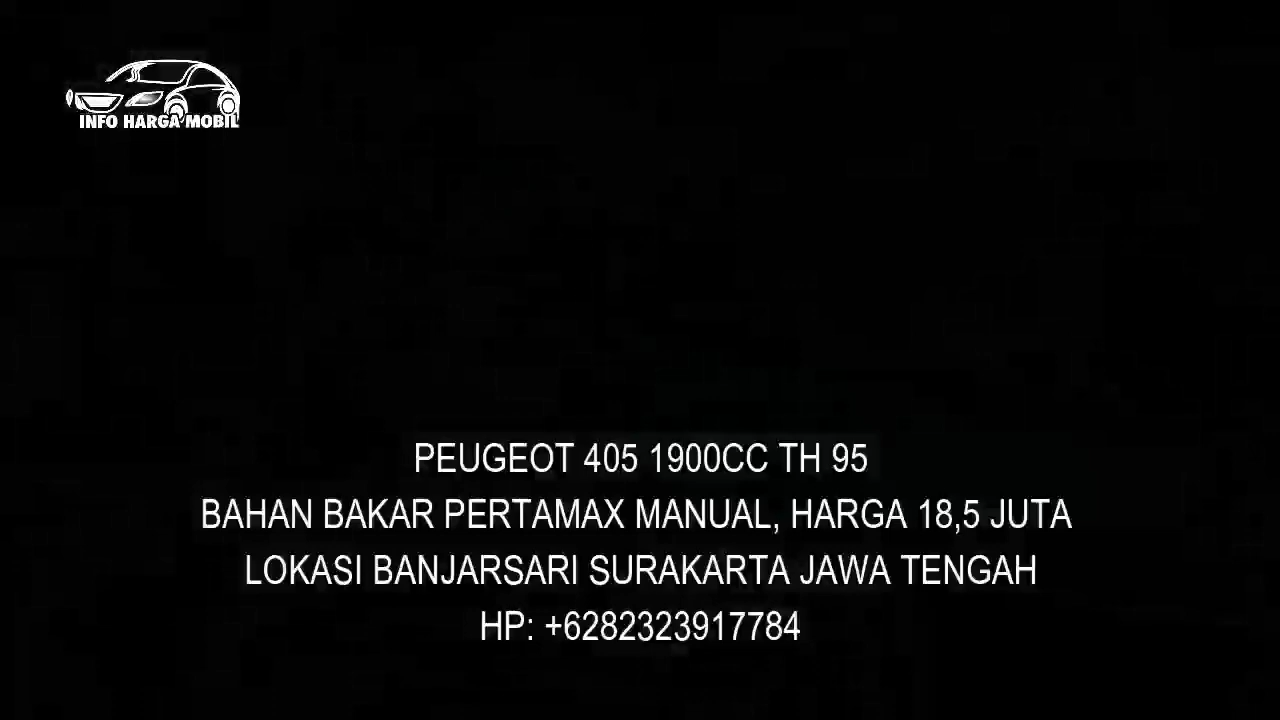 INFO HARGA MOBIL
PEUGEOT 405 1900CC TH 95
BAHAN BAKAR PERTAMAX MANUAL, HARGA 18,5 JUTA
LOKASI BANJARSARI SURAKARTA JAWA TENGAH
HP: +6282323917784